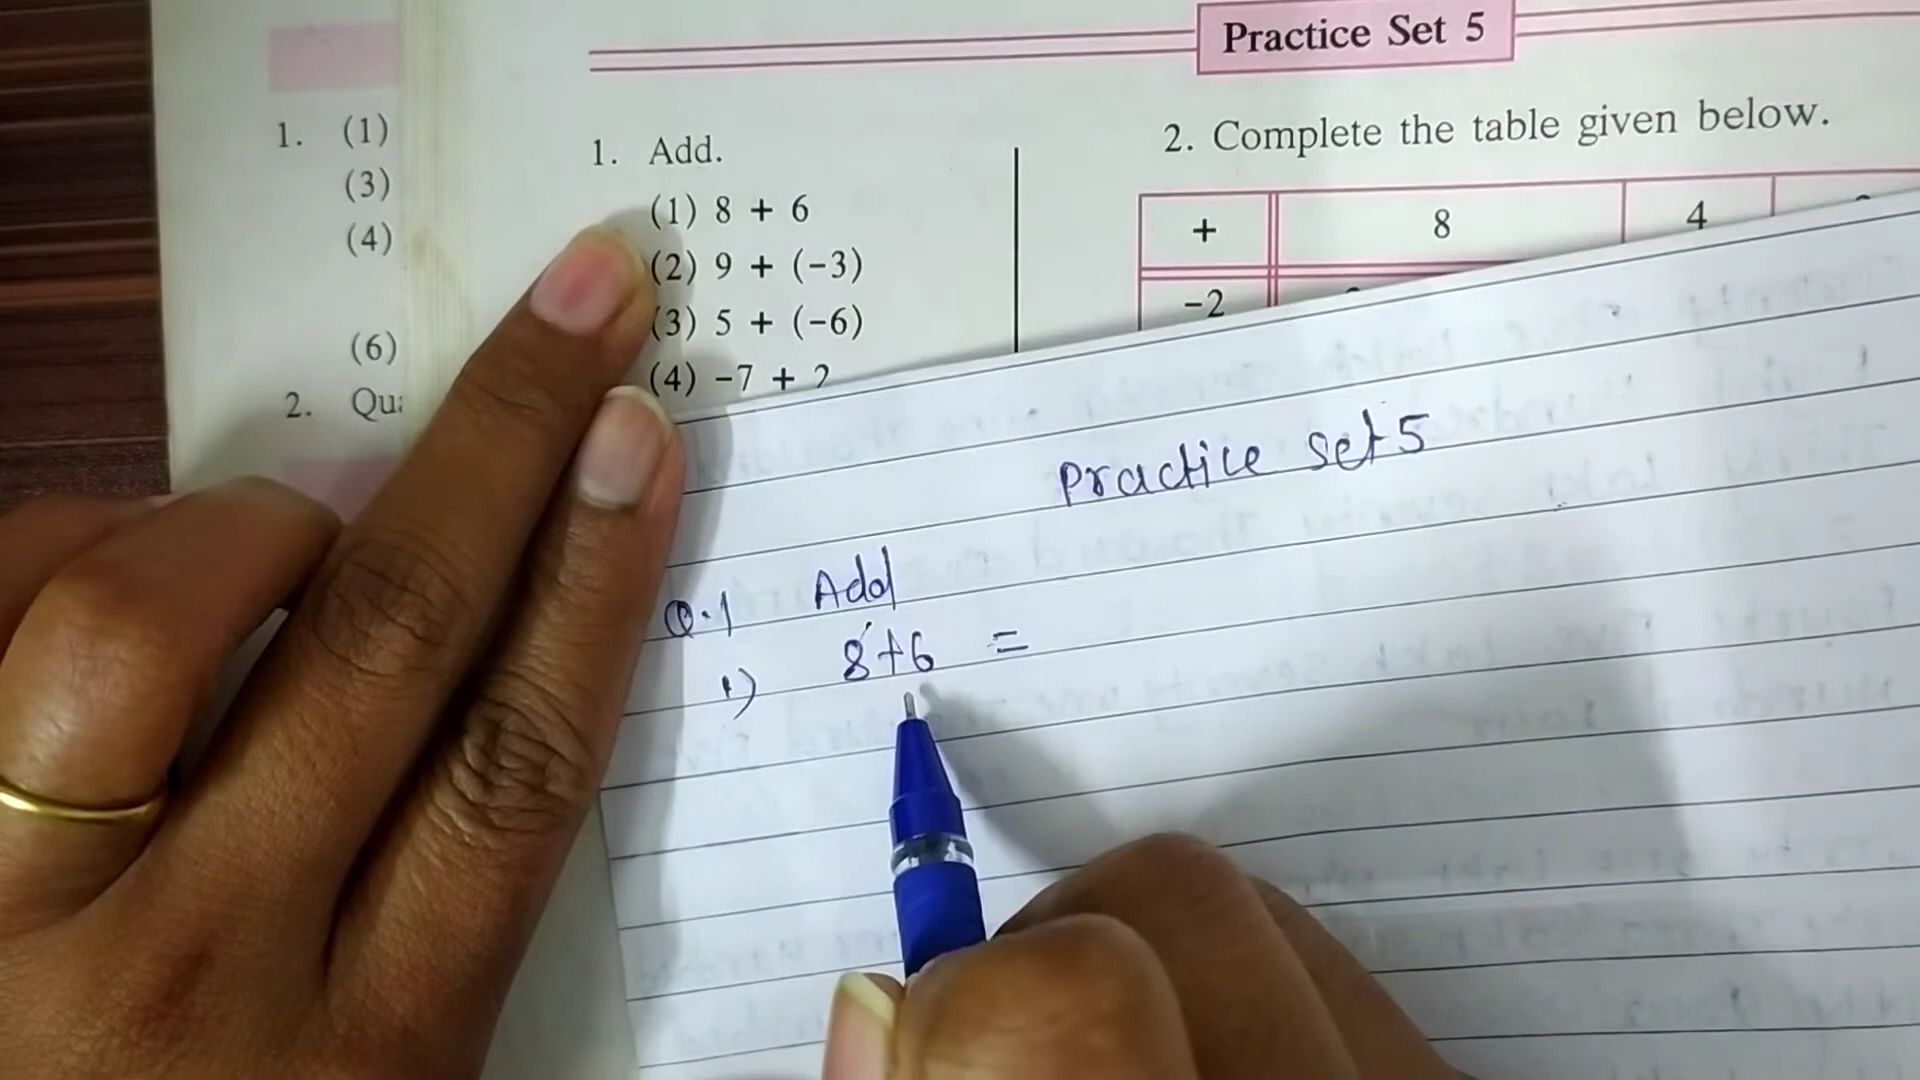 Practice Set 5
1. (1)
(3)
(4)
(6)
2.
1. Add.
(1) 8 + 6
(2) 9 + (-3)
(3) 5 + (-6)
(4) -7 + 2
2. Complete the table given below.
+ 8 4
-2
Practice Set 5
Q.1 Add
1) 8+6 =